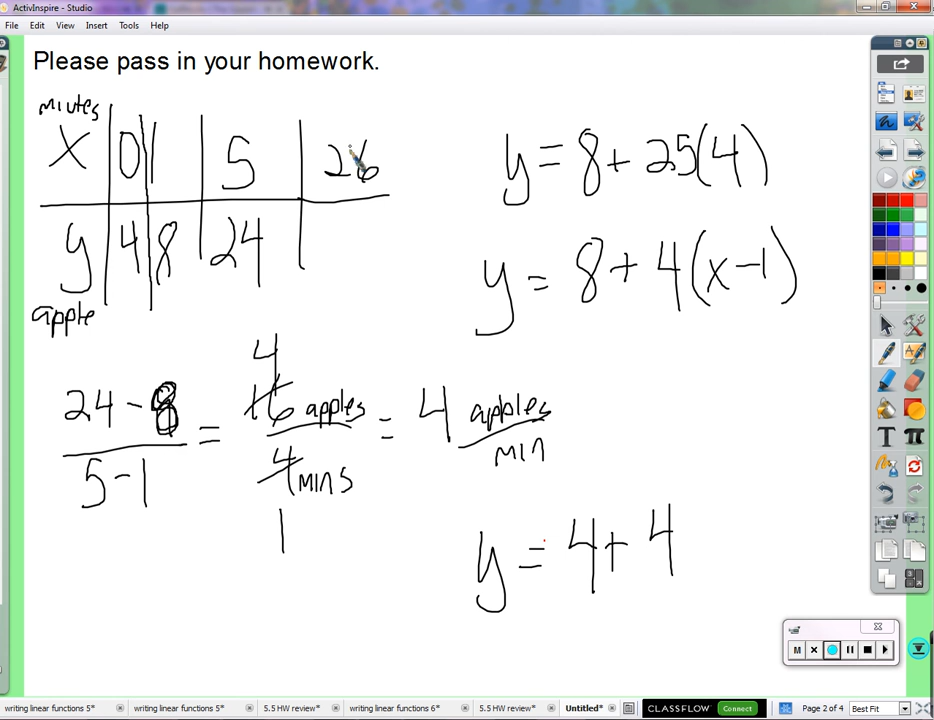 ActivInspire - Studio
File Edit View Insert Tools Help
Please pass in your homework.
miutes
x 0 1 5 26
y 4 8 24
apple
y = 8 + 25(4)
y = 8 + 4(x-1)
24 - 8 / 5 - 1 = 16 apples / 4 mins = 4 apples / min
4
1
y = 4 + 4
M
writing linear functions 5* writing linear functions 5* 5.5 HW review* writing linear functions 6* 5.5 HW review* Untitled* CLASSFLOW Connect Page 2 of 4 Best Fit